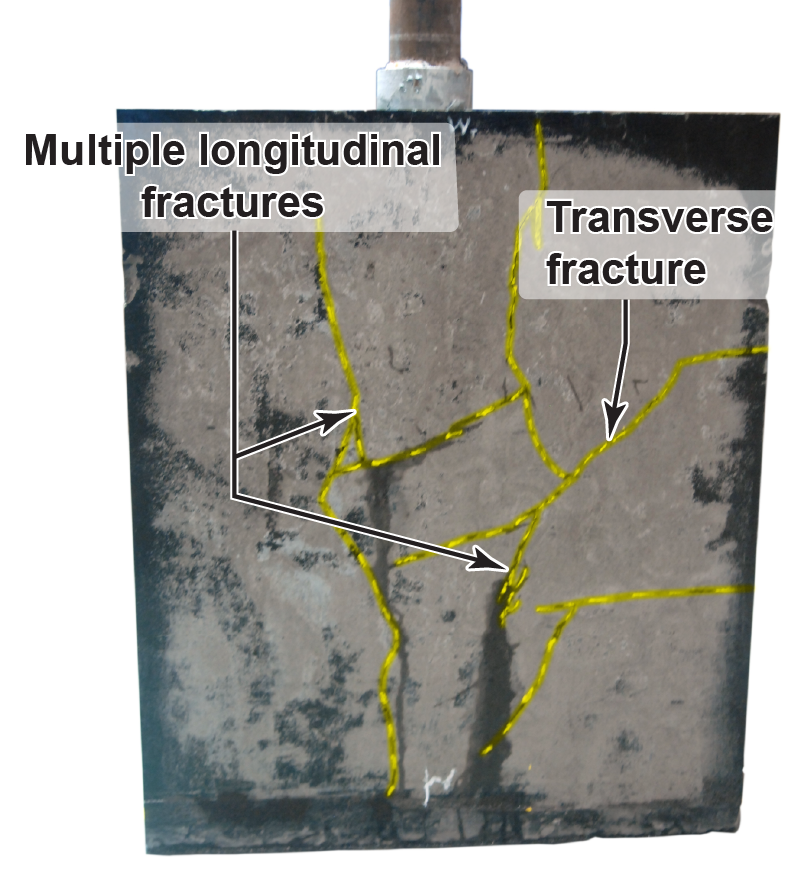 Multiple longitudinal
fractures
Transverse
fracture
W.